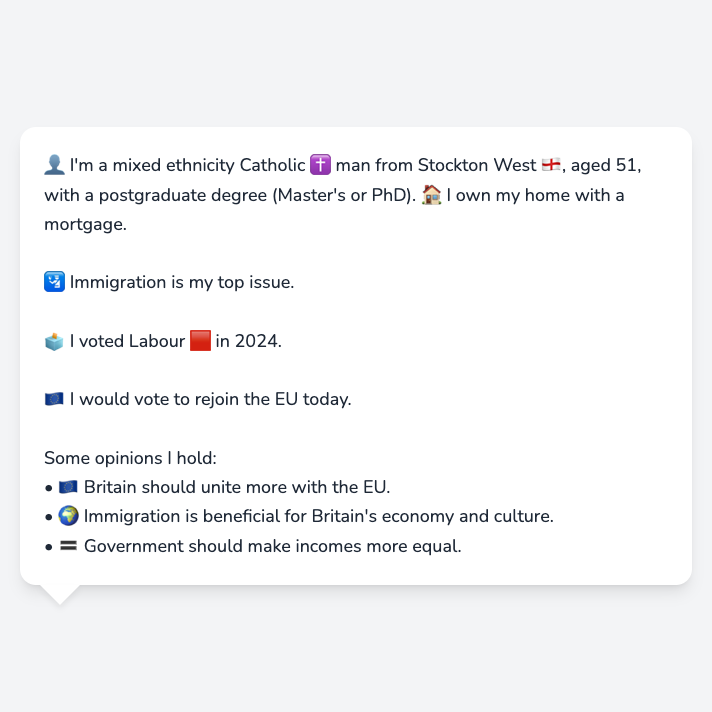 👤 I'm a mixed ethnicity Catholic ✝️ man from Stockton West 🏴󠁧󠁢󠁥󠁮󠁧󠁿, aged 51,
with a postgraduate degree (Master's or PhD). 🏠 I own my home with a
mortgage.
🛂 Immigration is my top issue.
🗳️ I voted Labour 🟥 in 2024.
🇪🇺 I would vote to rejoin the EU today.
Some opinions I hold:
• 🇪🇺 Britain should unite more with the EU.
• 🌍 Immigration is beneficial for Britain's economy and culture.
• 🟰 Government should make incomes more equal.